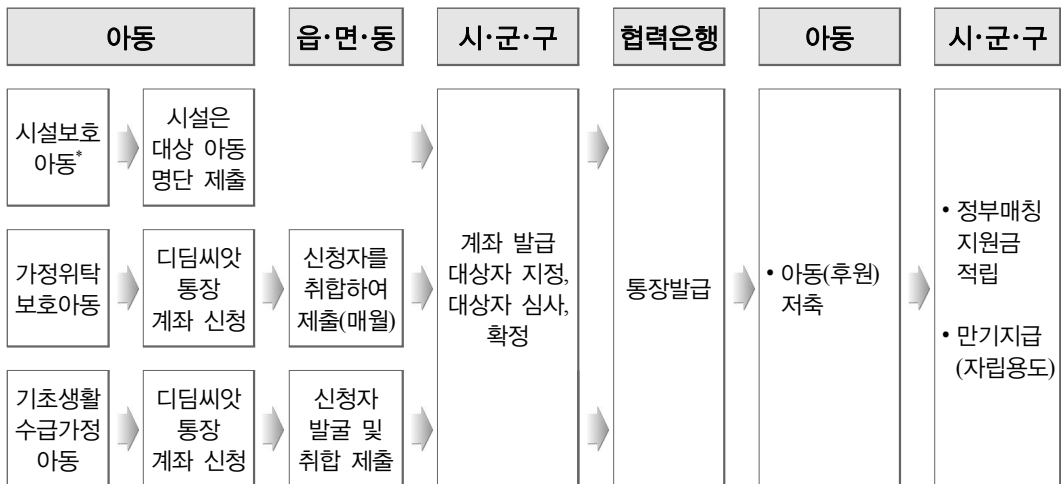 아동
읍·면·동
시·군·구
협력은행
아동
시·군·구
시설보호
아동*
시설은
대상 아동
명단 제출
가정위탁
보호아동
디딤씨앗
통장
계좌 신청
신청자를
취합하여
제출(매월)
기초생활
수급가정
아동
디딤씨앗
통장
계좌 신청
신청자
발굴 및
취합 제출
계좌 발급
대상자 지정,
대상자 심사,
확정
통장발급
• 아동(후원)
저축
• 정부매칭
지원금
적립
• 만기지급
(자립용도)